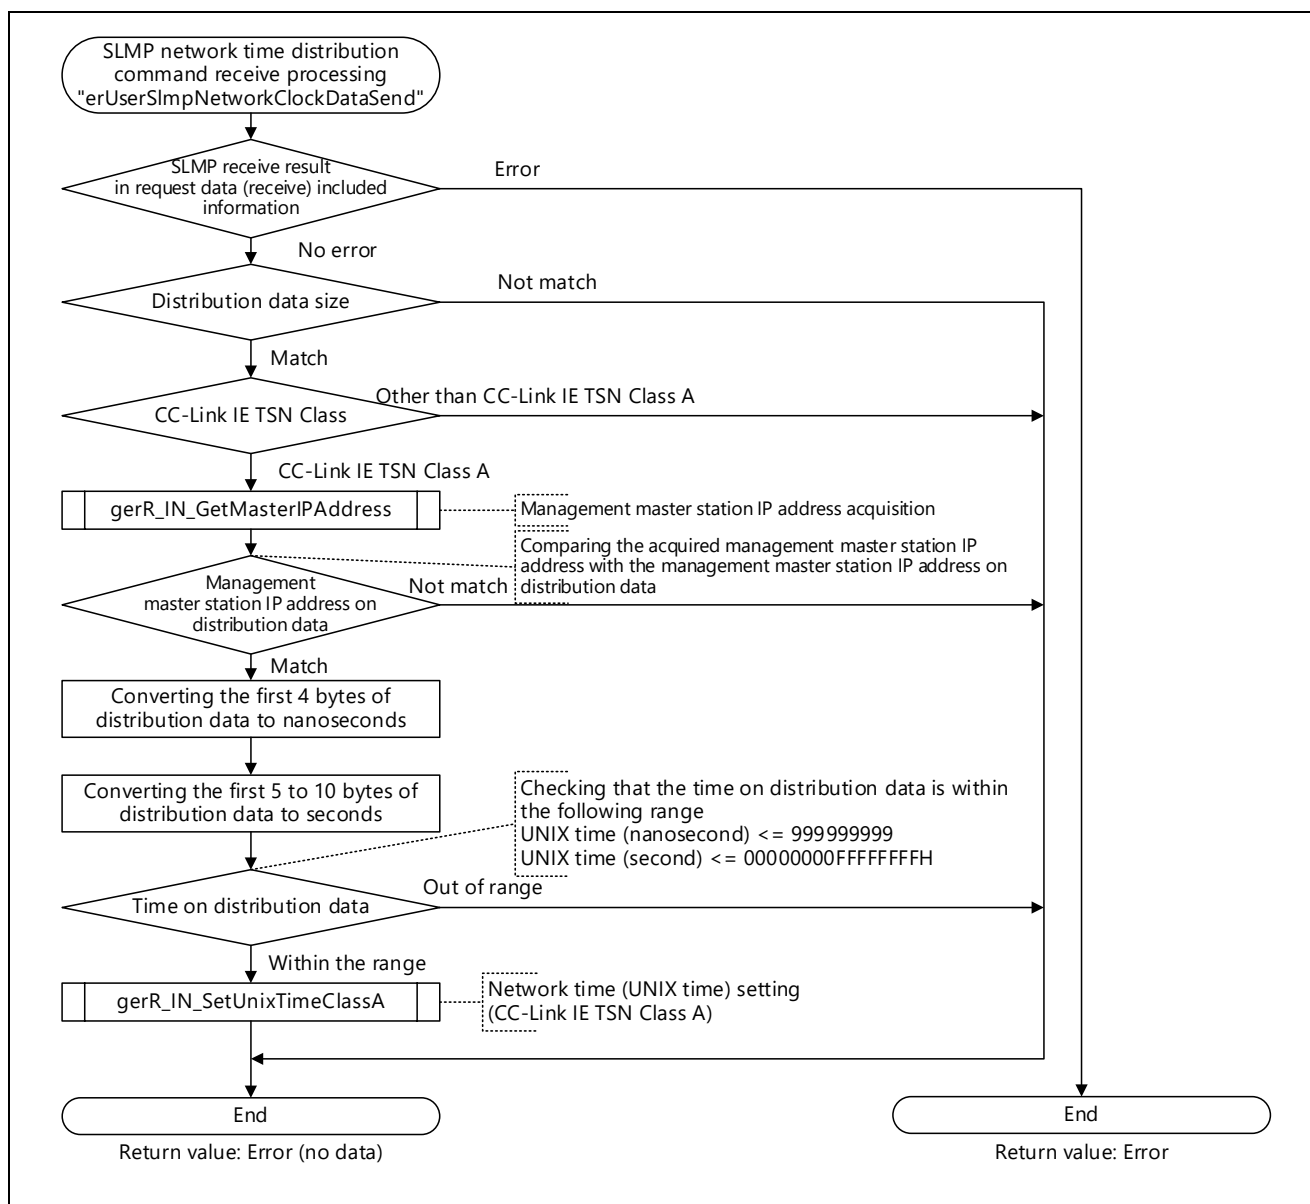 SLMP network time distribution
command receive processing
"erUserSlmpNetworkClockDataSend"
SLMP receive result
in request data (receive) included
information
Error
No error
Distribution data size
Not match
Match
CC-Link IE TSN Class
Other than CC-Link IE TSN Class A
CC-Link IE TSN Class A
gerR_IN_GetMasterIPAddress
Management master station IP address acquisition
Comparing the acquired management master station IP
address with the management master station IP address on
distribution data
Management
master station IP address on
distribution data
Not match
Match
Converting the first 4 bytes of
distribution data to nanoseconds
Converting the first 5 to 10 bytes of
distribution data to seconds
Checking that the time on distribution data is within
the following range
UNIX time (nanosecond) <= 999999999
UNIX time (second) <= 00000000FFFFFFFFH
Time on distribution data
Out of range
Within the range
gerR_IN_SetUnixTimeClassA
Network time (UNIX time) setting
(CC-Link IE TSN Class A)
End
Return value: Error (no data)
End
Return value: Error